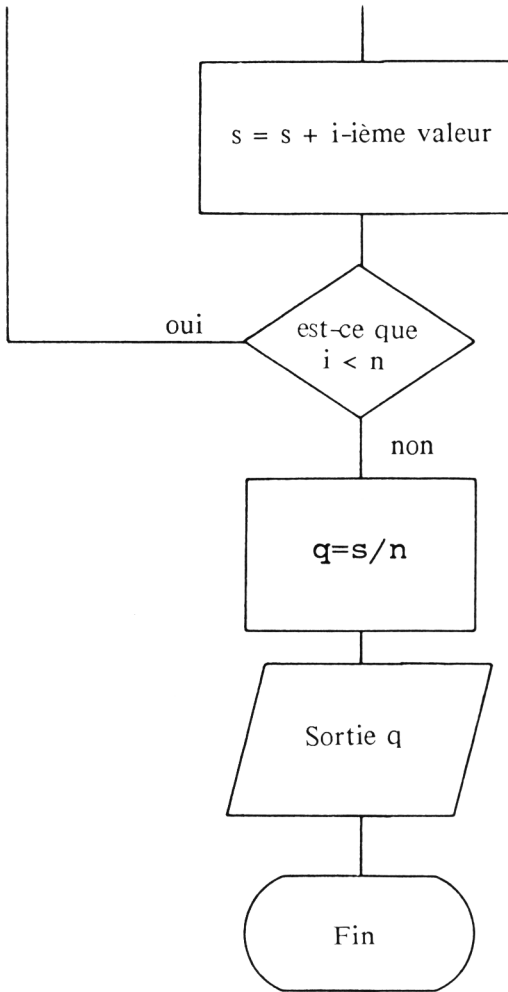 s = s + i-ième valeur
oui
est-ce que
i < n
non
q=s/n
Sortie q
Fin